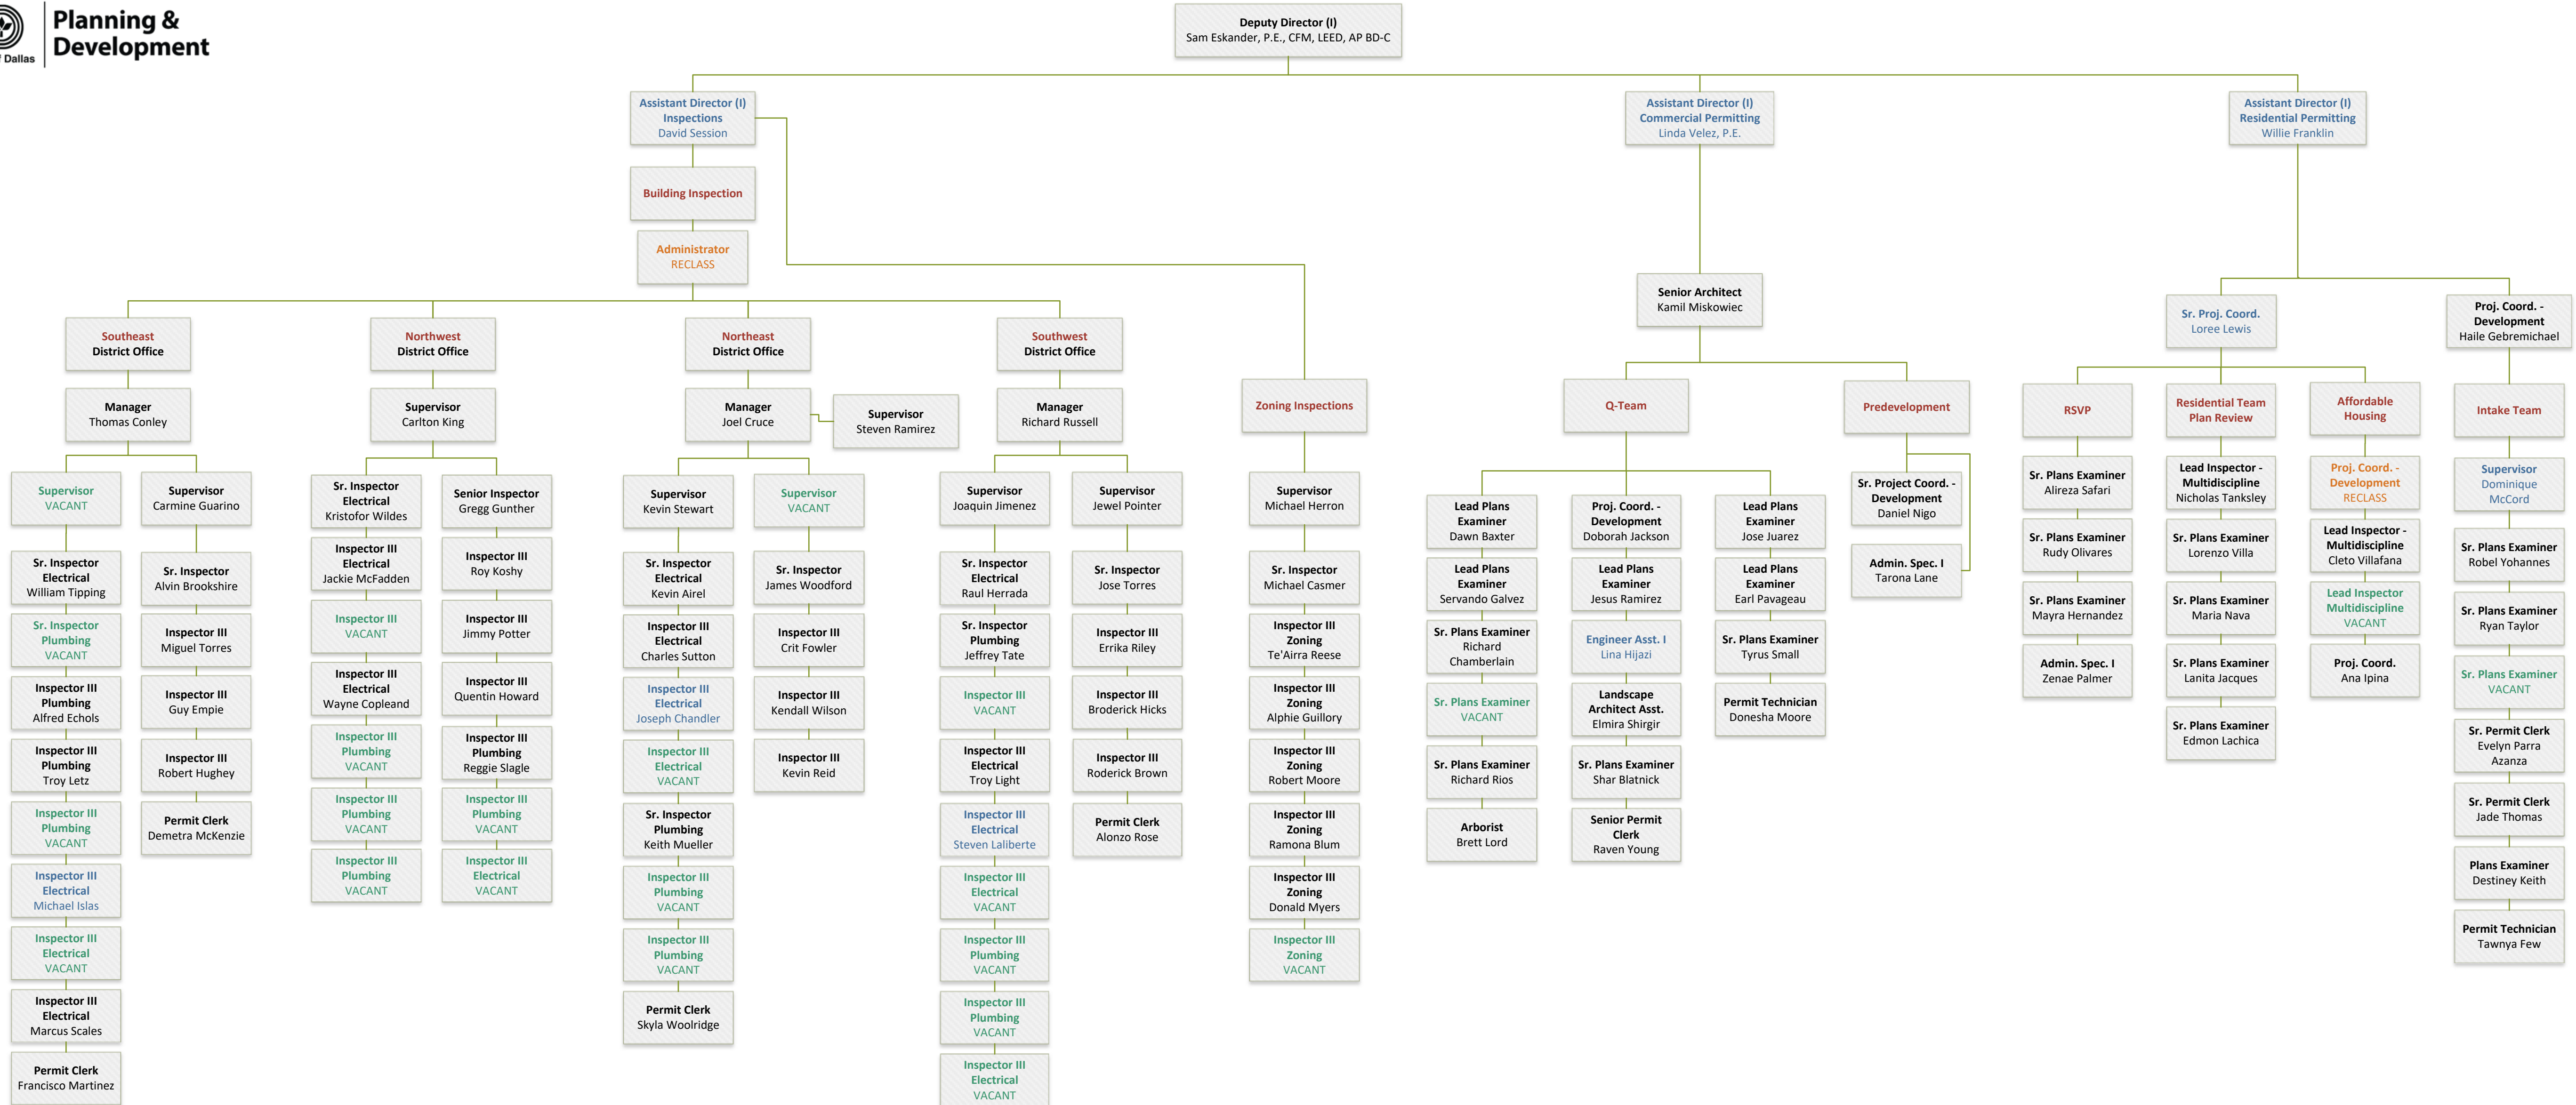 Planning &
Development
f Dallas
Deputy Director (I)
Sam Eskander, P.E., CFM, LEED, AP BD-C
Assistant Director (I)
Inspections
David Session
Assistant Director (I)
Commercial Permitting
Linda Velez, P.E.
Assistant Director (I)
Residential Permitting
Willie Franklin
Building Inspection
Administrator
RECLASS
Southeast
District Office
Manager
Thomas Conley
Supervisor
VACANT
Sr. Inspector
Electrical
William Tipping
Sr. Inspector
Plumbing
VACANT
Inspector III
Plumbing
Alfred Echols
Inspector III
Plumbing
Troy Letz
Inspector III
Plumbing
VACANT
Inspector III
Electrical
Michael Islas
Inspector III
Electrical
VACANT
Inspector III
Electrical
Marcus Scales
Permit Clerk
Francisco Martinez
Supervisor
Carmine Guarino
Sr. Inspector
Alvin Brookshire
Inspector III
Miguel Torres
Inspector III
Guy Empie
Inspector III
Robert Hughey
Permit Clerk
Demetra McKenzie
Northwest
District Office
Supervisor
Carlton King
Sr. Inspector
Electrical
Kristofor Wildes
Inspector III
Electrical
Jackie McFadden
Inspector III
VACANT
Inspector III
Electrical
Wayne Copleand
Inspector III
Plumbing
VACANT
Inspector III
Plumbing
VACANT
Inspector III
Plumbing
VACANT
Senior Inspector
Gregg Gunther
Inspector III
Roy Koshy
Inspector III
Jimmy Potter
Inspector III
Quentin Howard
Inspector III
Plumbing
Reggie Slagle
Inspector III
Plumbing
VACANT
Inspector III
Electrical
VACANT
Northeast
District Office
Manager
Joel Cruce
Supervisor
Steven Ramirez
Supervisor
Kevin Stewart
Sr. Inspector
Electrical
Kevin Airel
Inspector III
Electrical
Charles Sutton
Inspector III
Electrical
Joseph Chandler
Inspector III
Electrical
VACANT
Sr. Inspector
Plumbing
Keith Mueller
Inspector III
Plumbing
VACANT
Inspector III
Plumbing
VACANT
Permit Clerk
Skyla Woolridge
Supervisor
VACANT
Sr. Inspector
James Woodford
Inspector III
Crit Fowler
Inspector III
Kendall Wilson
Inspector III
Kevin Reid
Southwest
District Office
Manager
Richard Russell
Supervisor
Joaquin Jimenez
Sr. Inspector
Electrical
Raul Herrada
Sr. Inspector
Plumbing
Jeffrey Tate
Inspector III
VACANT
Inspector III
Electrical
Troy Light
Inspector III
Electrical
Steven Laliberte
Inspector III
Electrical
VACANT
Inspector III
Plumbing
VACANT
Inspector III
Plumbing
VACANT
Inspector III
Electrical
VACANT
Supervisor
Jewel Pointer
Sr. Inspector
Jose Torres
Inspector III
Errika Riley
Inspector III
Broderick Hicks
Inspector III
Roderick Brown
Permit Clerk
Alonzo Rose
Zoning Inspections
Supervisor
Michael Herron
Sr. Inspector
Michael Casmer
Inspector III
Zoning
Te'Airra Reese
Inspector III
Zoning
Alphie Guillory
Inspector III
Zoning
Robert Moore
Inspector III
Zoning
Ramona Blum
Inspector III
Zoning
Donald Myers
Inspector III
Zoning
VACANT
Senior Architect
Kamil Miskowiec
Q-Team
Lead Plans
Examiner
Dawn Baxter
Lead Plans
Examiner
Servando Galvez
Sr. Plans Examiner
Richard
Chamberlain
Sr. Plans Examiner
VACANT
Sr. Plans Examiner
Richard Rios
Arborist
Brett Lord
Proj. Coord. -
Development
Doborah Jackson
Lead Plans
Examiner
Jesus Ramirez
Engineer Asst. I
Lina Hijazi
Landscape
Architect Asst.
Elmira Shirgir
Sr. Plans Examiner
Shar Blatnick
Senior Permit
Clerk
Raven Young
Lead Plans
Examiner
Jose Juarez
Lead Plans
Examiner
Earl Pavageau
Sr. Plans Examiner
Tyrus Small
Permit Technician
Donesha Moore
Predevelopment
Sr. Project Coord. -
Development
Daniel Nigo
Admin. Spec. I
Tarona Lane
Sr. Proj. Coord.
Loree Lewis
RSVP
Sr. Plans Examiner
Alireza Safari
Sr. Plans Examiner
Rudy Olivares
Sr. Plans Examiner
Mayra Hernandez
Admin. Spec. I
Zenae Palmer
Residential Team
Plan Review
Lead Inspector -
Multidiscipline
Nicholas Tanksley
Sr. Plans Examiner
Lorenzo Villa
Sr. Plans Examiner
Maria Nava
Sr. Plans Examiner
Lanita Jacques
Sr. Plans Examiner
Edmon Lachica
Affordable
Housing
Proj. Coord. -
Development
RECLASS
Lead Inspector -
Multidiscipline
Cleto Villafana
Lead Inspector
Multidiscipline
VACANT
Proj. Coord.
Ana Ipina
Proj. Coord. -
Development
Haile Gebremichael
Intake Team
Supervisor
Dominique
McCord
Sr. Plans Examiner
Robel Yohannes
Sr. Plans Examiner
Ryan Taylor
Sr. Plans Examiner
VACANT
Sr. Permit Clerk
Evelyn Parra
Azanza
Sr. Permit Clerk
Jade Thomas
Plans Examiner
Destiney Keith
Permit Technician
Tawnya Few